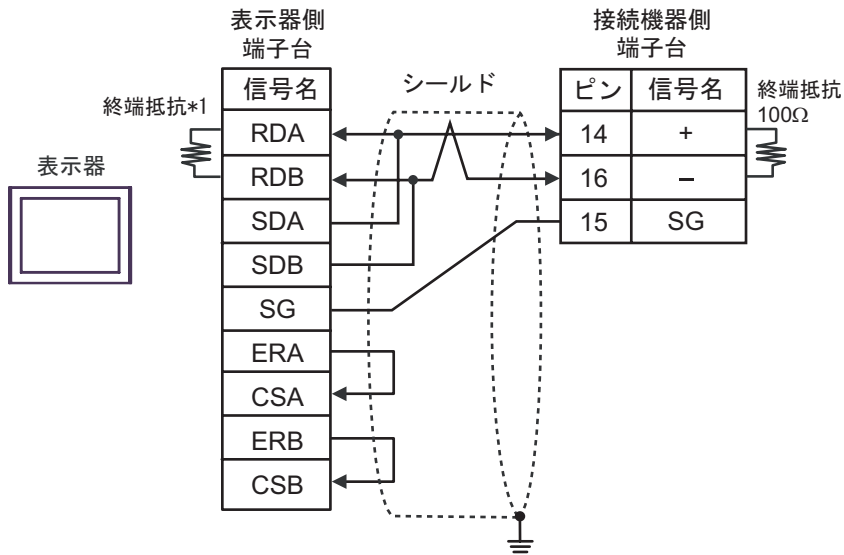 表示器側
端子台
接続機器側
端子台
信号名
シールド
ピン
信号名
終端抵抗
100Ω
終端抵抗*1
RDA
14
+
表示器
RDB
16
−
SDA
15
SG
SDB
SG
ERA
CSA
ERB
CSB